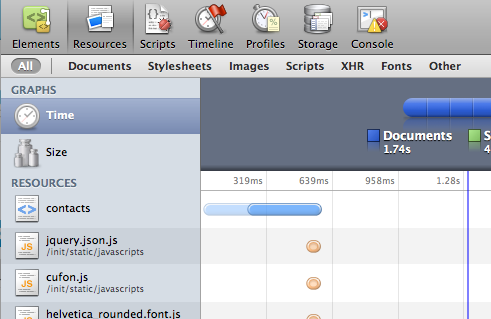 Elements Resources Scripts Timeline Profiles Storage Console
All Documents Stylesheets Images Scripts XHR Fonts Other
GRAPHS
Time
Size
Documents
1.74s
RESOURCES
319ms 639ms 958ms 1.28s
contacts
JS
jquery.json.js
/init/static/javascripts
JS
cufon.js
/init/static/javascripts
helvetica_rounded.font.js